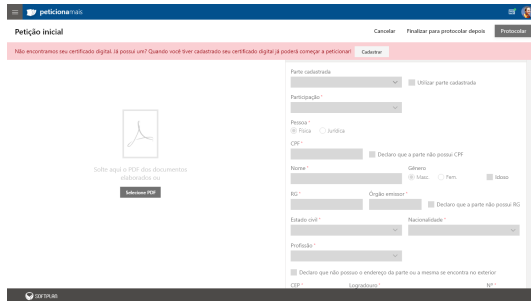 peticionamais
Petição inicial
Cancelar
Finalizar para protocolar depois
Protocolar
Não encontramos seu certificado digital. Já possui um? Quando você tiver cadastrado seu certificado digital já poderá começar a peticionar!
Cadastrar
Parte cadastrada
Utilizar parte cadastrada
Participação *
Pessoa *
Física
Jurídica
CPF *
Declaro que a parte não possui CPF
Solte aqui o PDF dos documentos
elaborados ou
Selecione PDF
Nome *
Gênero
Masc.
Fem.
Idoso
RG *
Órgão emissor *
Declaro que a parte não possui RG
Estado civil *
Nacionalidade *
Profissão *
Declaro que não possuo o endereço da parte ou a mesma se encontra no exterior
CEP *
Logradouro *
Nº *
SOFTPLAN